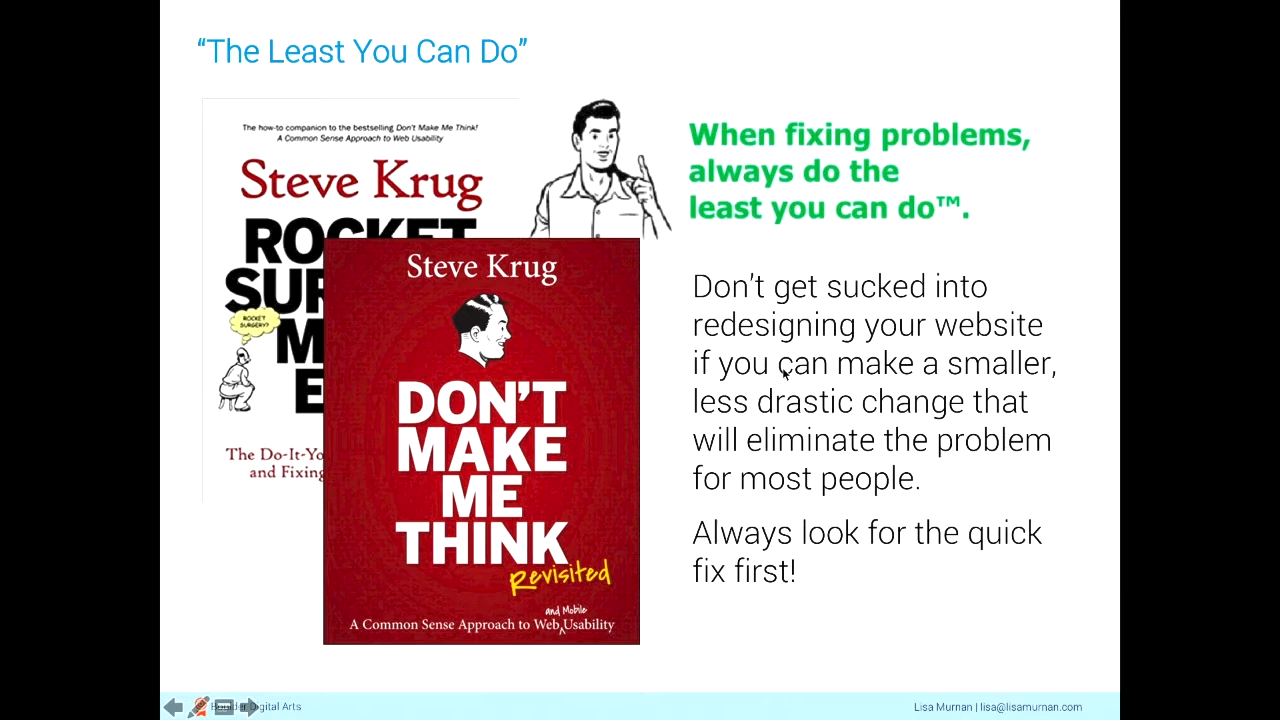 “The Least You Can Do”
The how-to companion to the bestselling Don't Make Me Think!
A Common Sense Approach to Web Usability
Steve Krug
ROCKET
SUR
M
E
ROCKET
SURGERY?
The Do-It-Yo
and Fixing
Steve Krug
DON'T
MAKE
ME
THINK
Revisited
and Mobile
A Common Sense Approach to Web Usability
When fixing problems,
always do the
least you can do™.
Don’t get sucked into
redesigning your website
if you can make a smaller,
less drastic change that
will eliminate the problem
for most people.
Always look for the quick
fix first!
Boulder Digital Arts
Lisa Murnan | lisa@lisamurnan.com